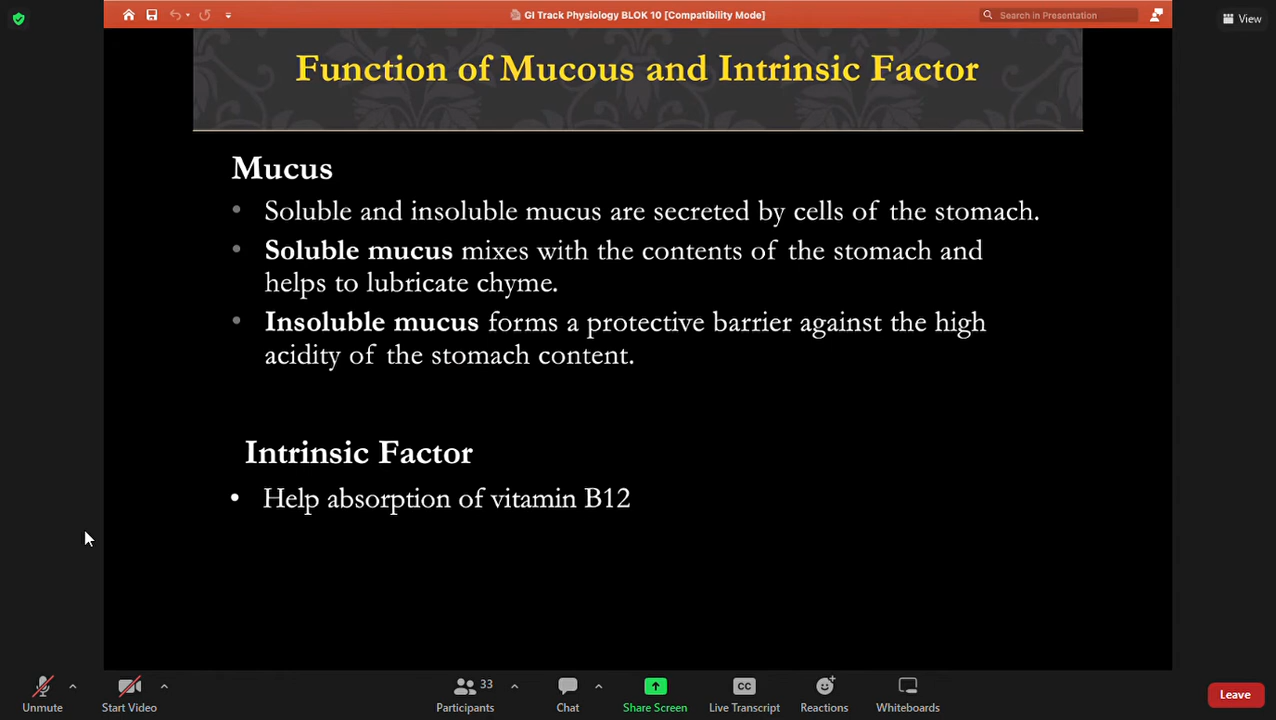 GI Track Physiology BLOK 10 [Compatibility Mode]
Search in Presentation
View
Function of Mucous and Intrinsic Factor
Mucus
• Soluble and insoluble mucus are secreted by cells of the stomach.
• Soluble mucus mixes with the contents of the stomach and
helps to lubricate chyme.
• Insoluble mucus forms a protective barrier against the high
acidity of the stomach content.
Intrinsic Factor
• Help absorption of vitamin B12
33
CC
Unmute
Start Video
Participants
Chat
Share Screen
Live Transcript
Reactions
Whiteboards
Leave